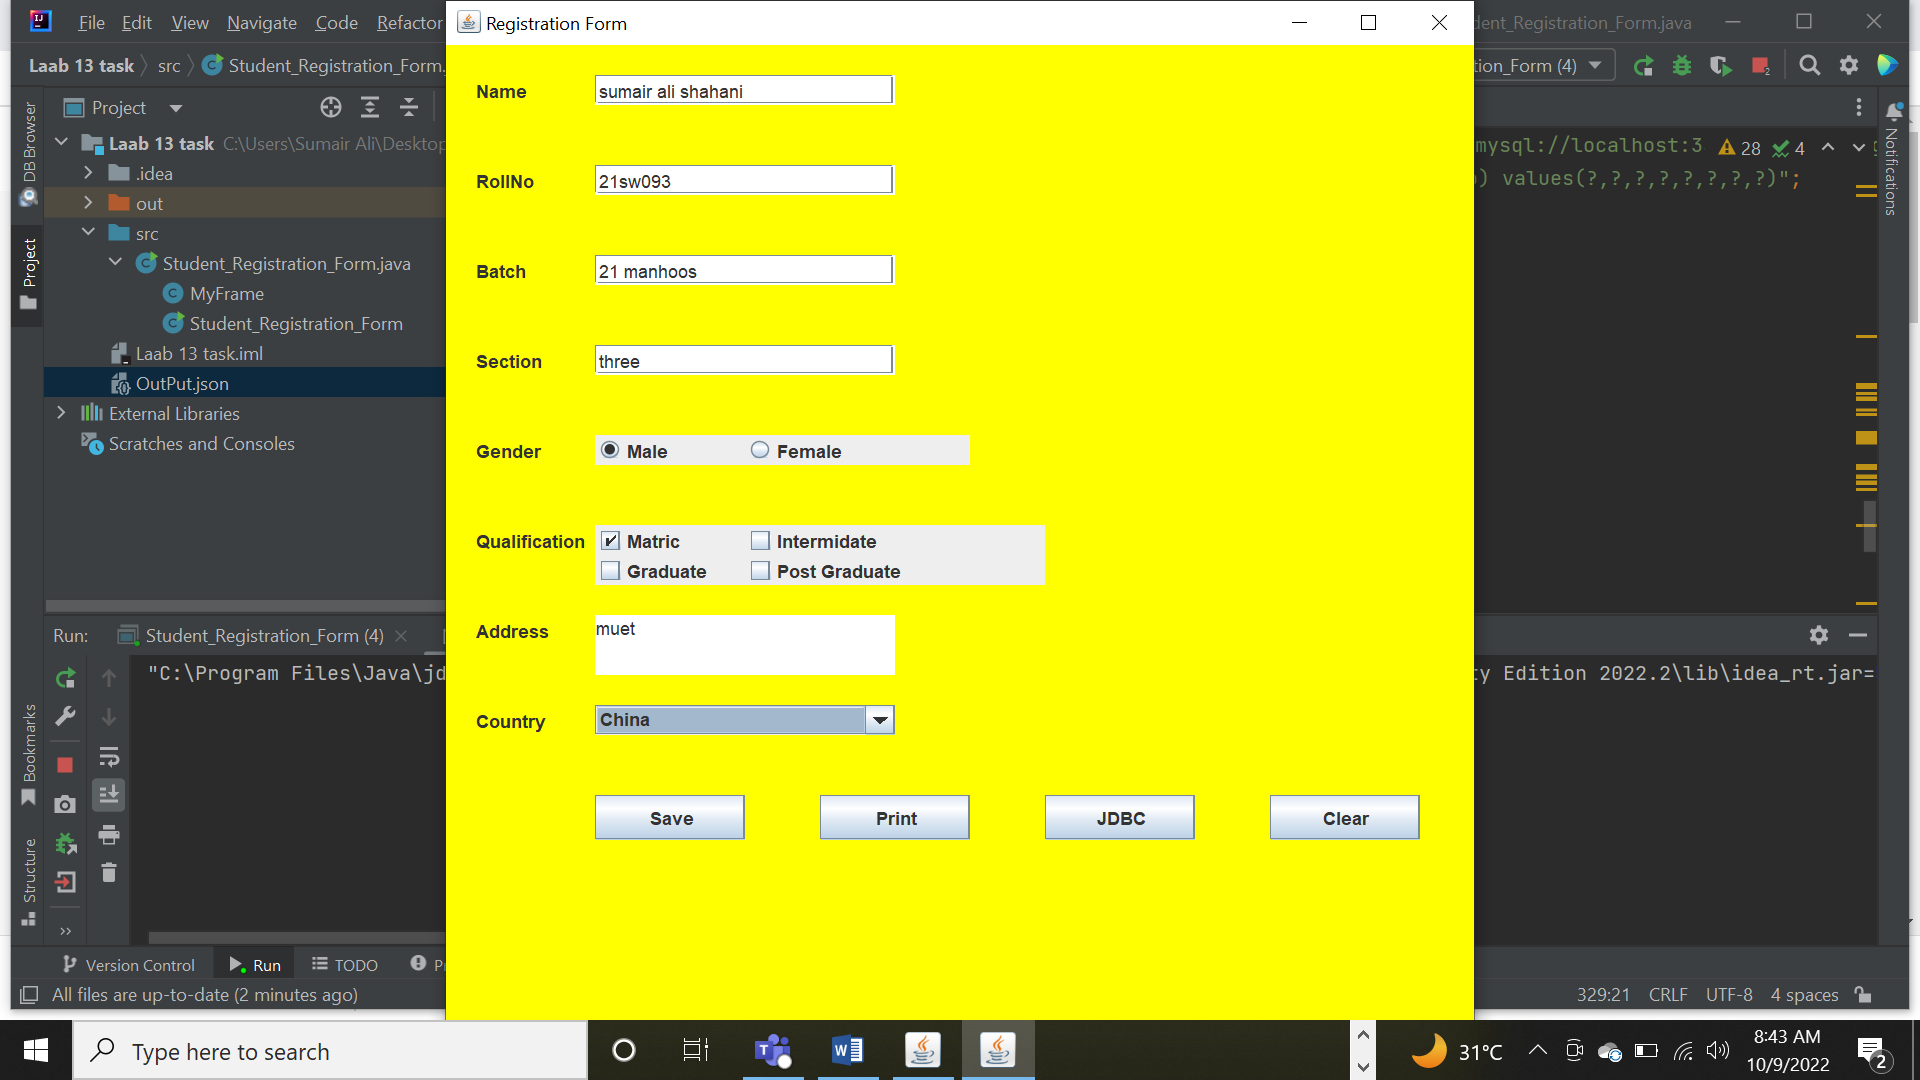 File Edit View Navigate Code Refactor
Registration Form
dent_Registration_Form.java
Laab 13 task src Student_Registration_Form.
ion_Form (4)
Project
Laab 13 task C:\Users\Sumair Ali\Desktop
.idea
out
src
Student_Registration_Form.java
MyFrame
Student_Registration_Form
Laab 13 task.iml
OutPut.json
External Libraries
Scratches and Consoles
DB Browser
Project
Bookmarks
Structure
Notifications
mysql://localhost:3
28 4
) values(?,?,?,?,?,?,?,?)";
Name sumair ali shahani
RollNo 21sw093
Batch 21 manhoos
Section three
Gender Male Female
Qualification Matric Intermidate
Graduate Post Graduate
Address muet
Country China
Save Print JDBC Clear
Run: Student_Registration_Form (4)
"C:\Program Files\Java\jd
ty Edition 2022.2\lib\idea_rt.jar=
Version Control Run TODO
All files are up-to-date (2 minutes ago)
329:21 CRLF UTF-8 4 spaces
Type here to search
31°C
8:43 AM
10/9/2022
2